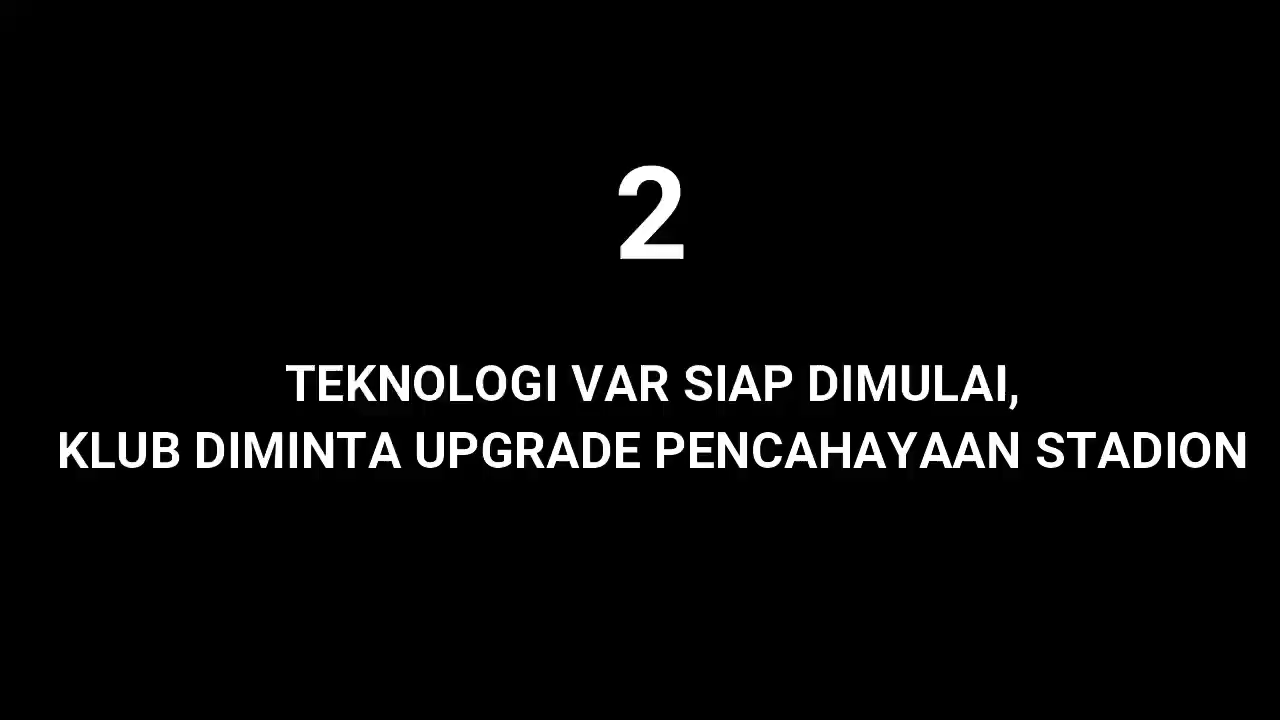 2
TEKNOLOGI VAR SIAP DIMULAI,
KLUB DIMINTA UPGRADE PENCAHAYAAN STADION